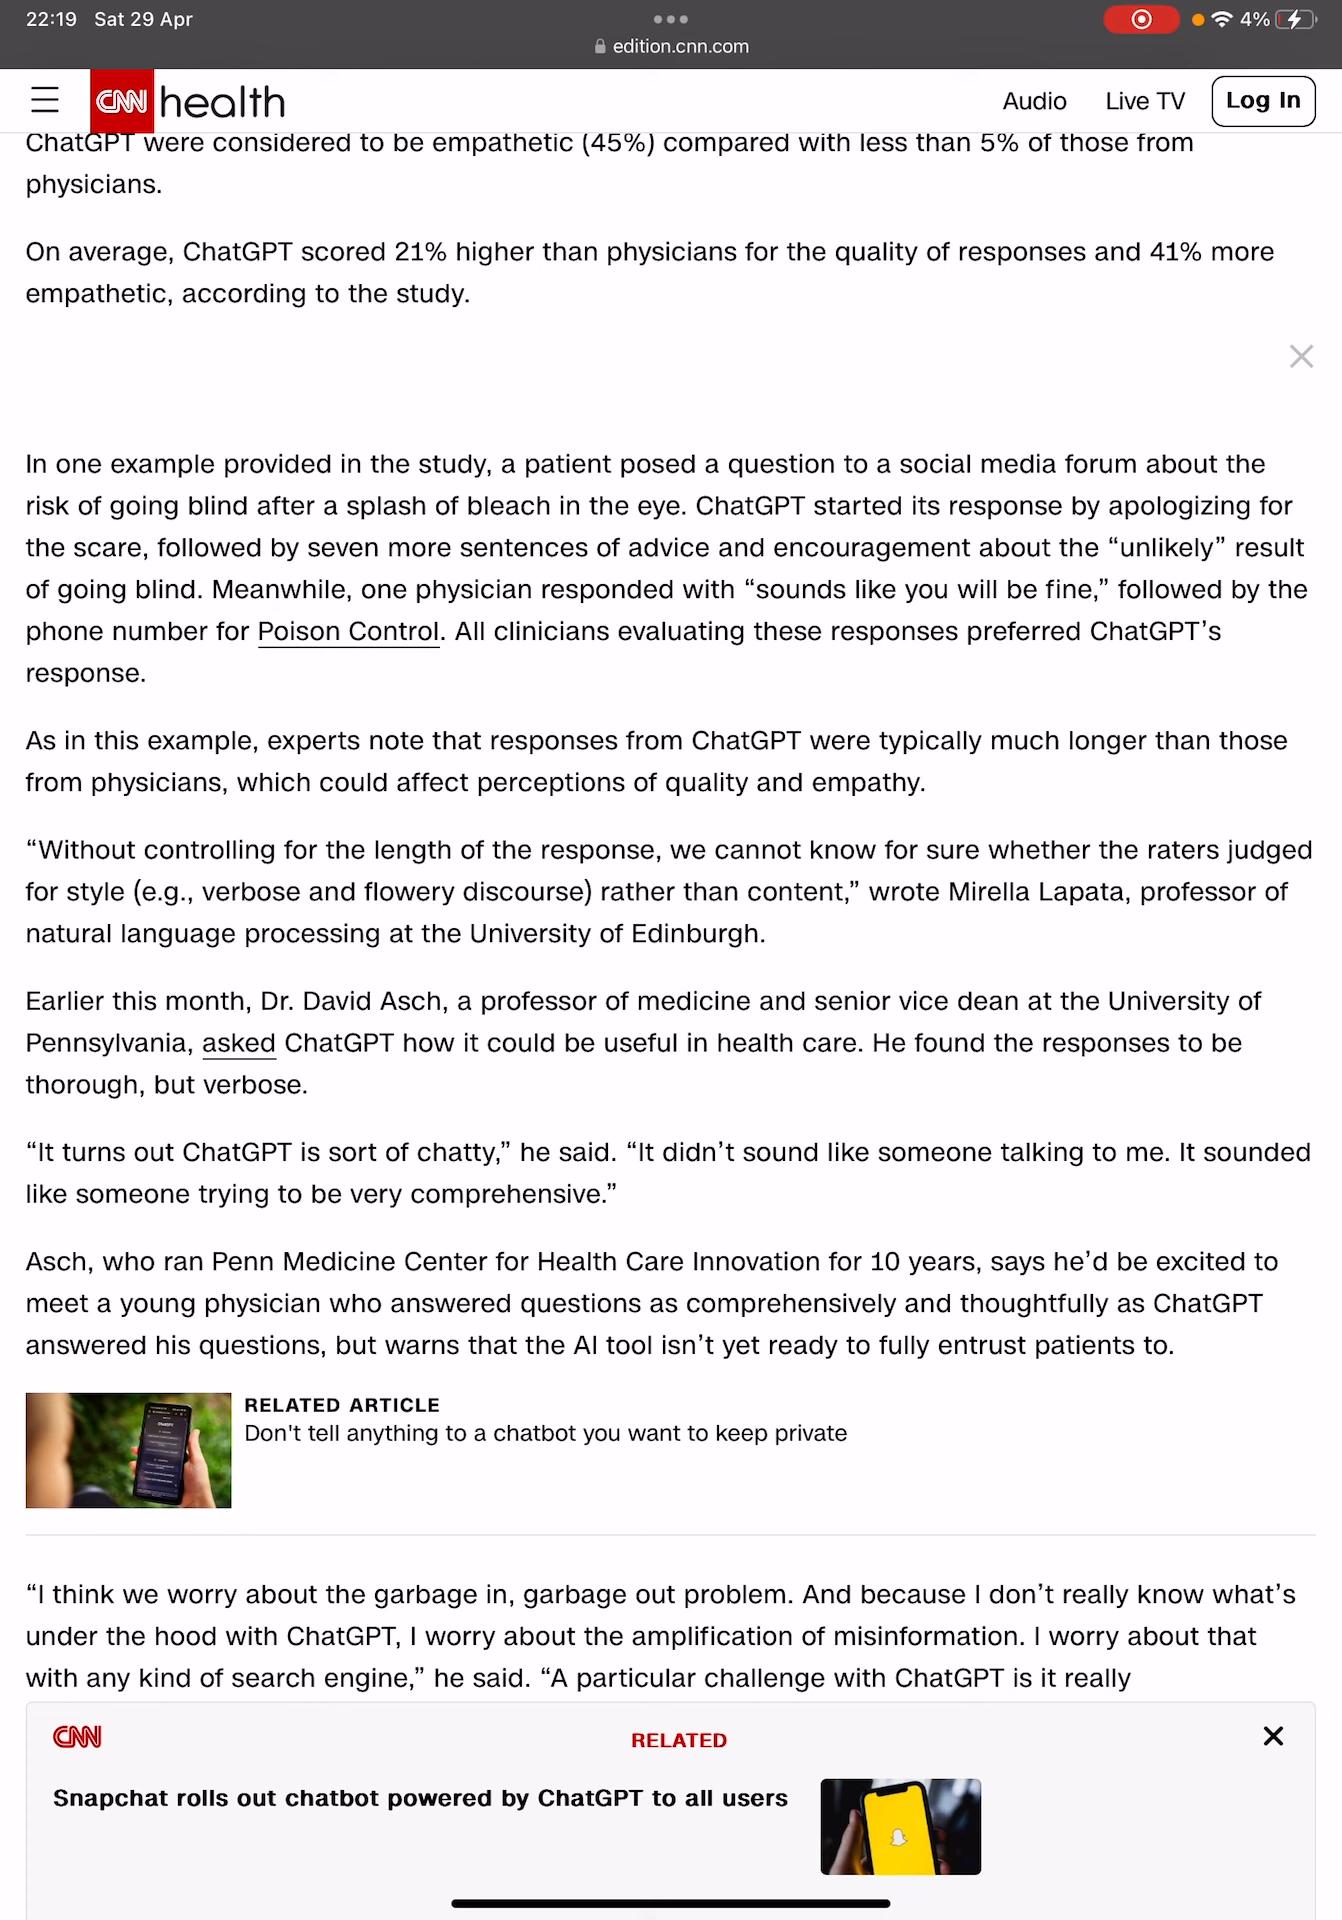 22:19 Sat 29 Apr
4%
edition.cnn.com
CNN health
Audio Live TV Log In
ChatGPT were considered to be empathetic (45%) compared with less than 5% of those from
physicians.
On average, ChatGPT scored 21% higher than physicians for the quality of responses and 41% more
empathetic, according to the study.
In one example provided in the study, a patient posed a question to a social media forum about the
risk of going blind after a splash of bleach in the eye. ChatGPT started its response by apologizing for
the scare, followed by seven more sentences of advice and encouragement about the “unlikely” result
of going blind. Meanwhile, one physician responded with “sounds like you will be fine,” followed by the
phone number for Poison Control. All clinicians evaluating these responses preferred ChatGPT’s
response.
As in this example, experts note that responses from ChatGPT were typically much longer than those
from physicians, which could affect perceptions of quality and empathy.
“Without controlling for the length of the response, we cannot know for sure whether the raters judged
for style (e.g., verbose and flowery discourse) rather than content,” wrote Mirella Lapata, professor of
natural language processing at the University of Edinburgh.
Earlier this month, Dr. David Asch, a professor of medicine and senior vice dean at the University of
Pennsylvania, asked ChatGPT how it could be useful in health care. He found the responses to be
thorough, but verbose.
“It turns out ChatGPT is sort of chatty,” he said. “It didn’t sound like someone talking to me. It sounded
like someone trying to be very comprehensive.”
Asch, who ran Penn Medicine Center for Health Care Innovation for 10 years, says he’d be excited to
meet a young physician who answered questions as comprehensively and thoughtfully as ChatGPT
answered his questions, but warns that the AI tool isn’t yet ready to fully entrust patients to.
RELATED ARTICLE
Don't tell anything to a chatbot you want to keep private
“I think we worry about the garbage in, garbage out problem. And because I don’t really know what’s
under the hood with ChatGPT, I worry about the amplification of misinformation. I worry about that
with any kind of search engine,” he said. “A particular challenge with ChatGPT is it really
CNN
RELATED
Snapchat rolls out chatbot powered by ChatGPT to all users